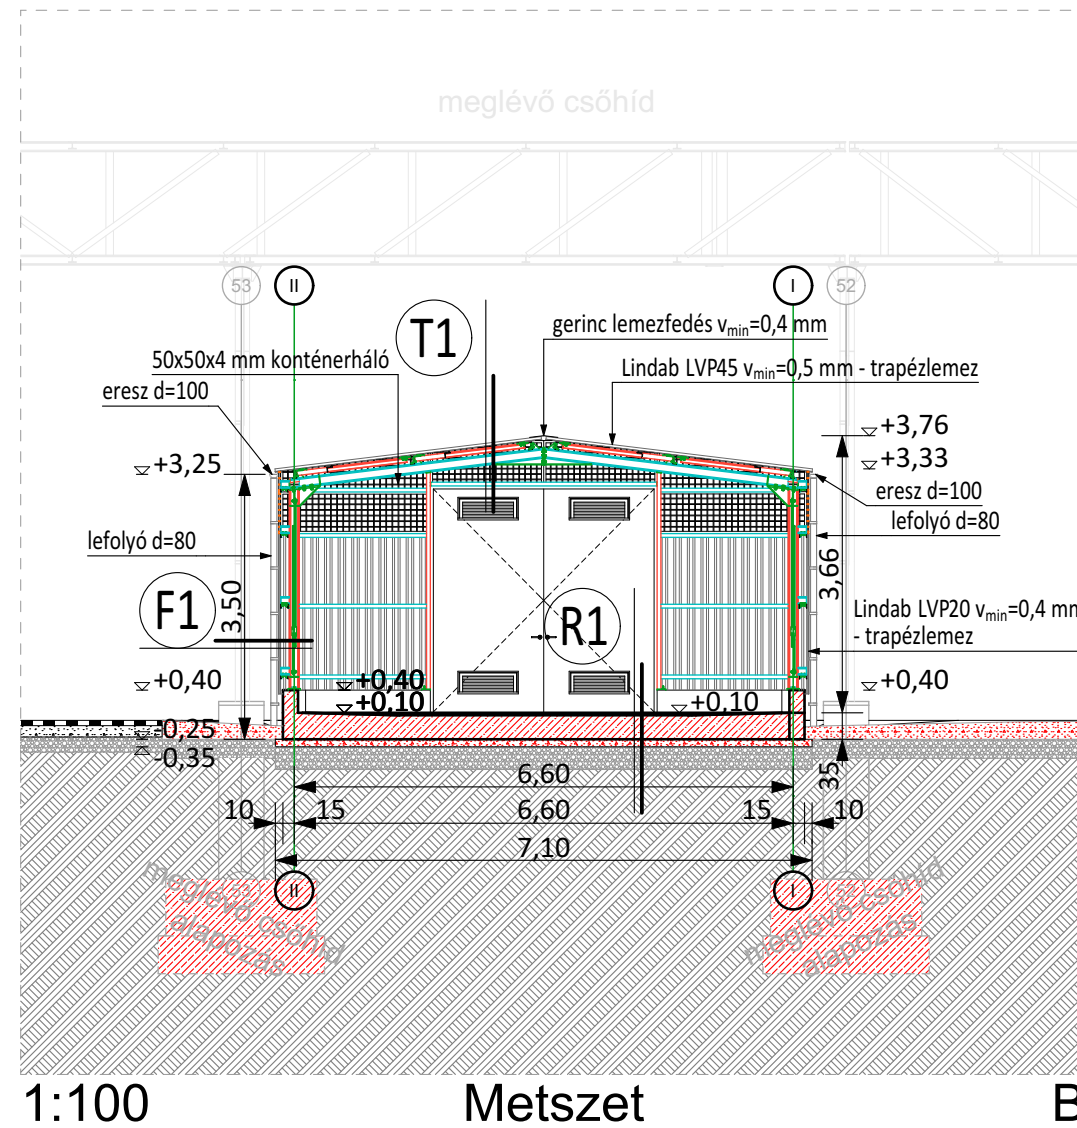 meglévő csőhíd
53
II
I
52
T1
gerinc lemezfedés vmin=0,4 mm
50x50x4 mm konténerháló
Lindab LVP45 vmin=0,5 mm - trapézlemez
eresz d=100
+3,76
+3,25
+3,33
eresz d=100
lefolyó d=80
lefolyó d=80
3,66
F1
3,50
R1
Lindab LVP20 vmin=0,4 mm
- trapézlemez
+0,40
+0,40
+0,40
+0,10
+0,10
-0,25
-0,35
35
6,60
10
15
6,60
15
10
7,10
II
I
meglévő csőhíd
alapozás
meglévő csőhíd
alapozás
1:100
Metszet
B